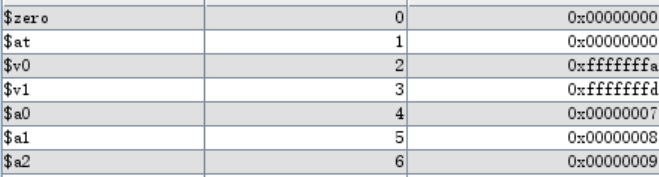 $zero 0 0x00000000
$at 1 0x00000000
$v0 2 0xfffffffa
$v1 3 0xfffffffd
$a0 4 0x00000007
$a1 5 0x00000008
$a2 6 0x00000009